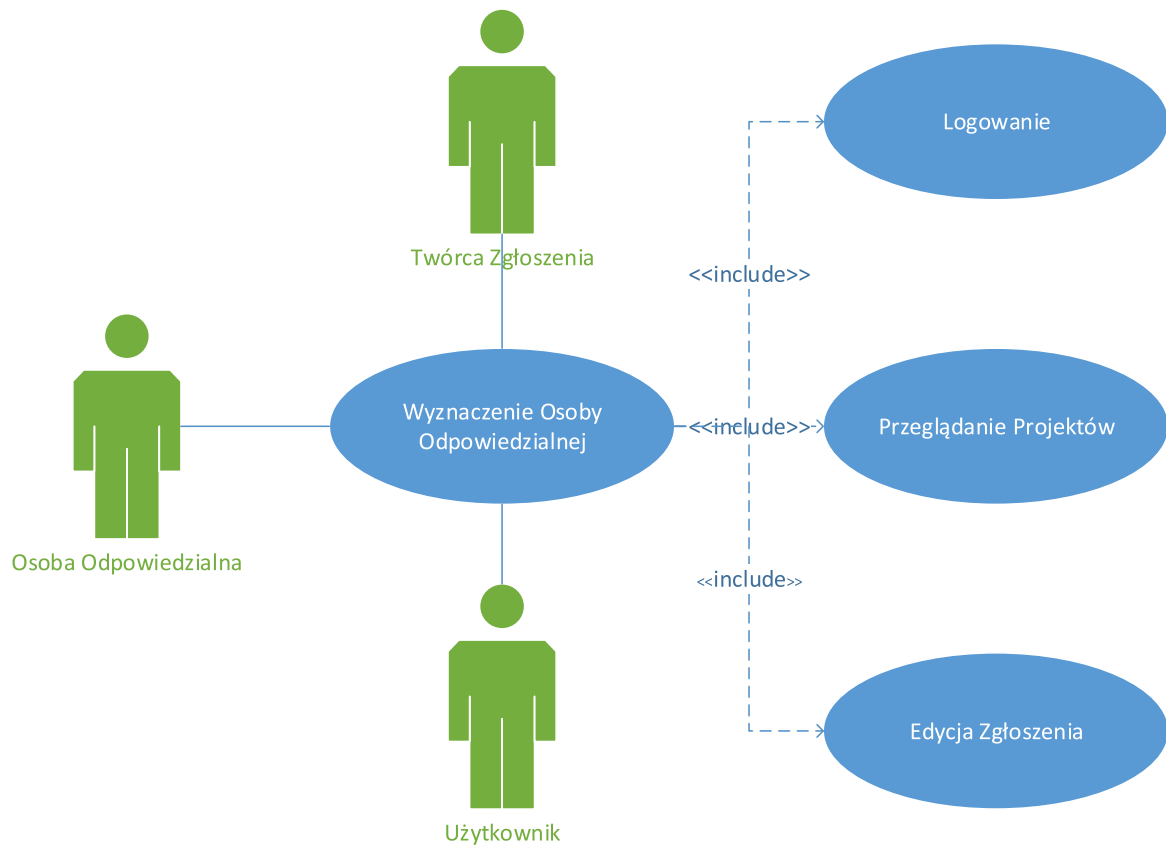 Logowanie
Twórca Zgłoszenia
<<include>>
Wyznaczenie Osoby
Odpowiedzialnej
<<include>>
Przeglądanie Projektów
Osoba Odpowiedzialna
<<include>>
Edycja Zgłoszenia
Użytkownik